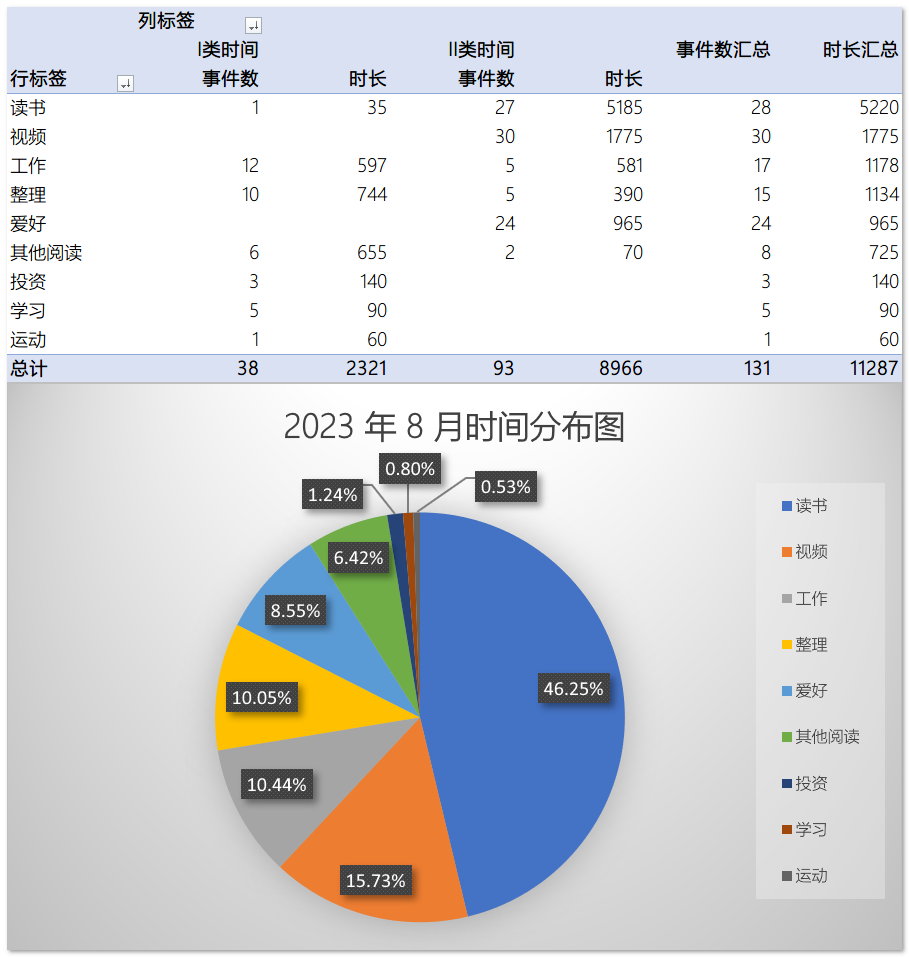 列标签
I类时间 II类时间 事件数汇总 时长汇总
行标签 事件数 时长 事件数 时长
读书 1 35 27 5185 28 5220
视频 30 1775 30 1775
工作 12 597 5 581 17 1178
整理 10 744 5 390 15 1134
爱好 24 965 24 965
其他阅读 6 655 2 70 8 725
投资 3 140 3 140
学习 5 90 5 90
运动 1 60 1 60
总计 38 2321 93 8966 131 11287
2023 年 8 月时间分布图
0.80%
1.24%
0.53%
6.42%
8.55%
10.05%
10.44%
15.73%
46.25%
读书
视频
工作
整理
爱好
其他阅读
投资
学习
运动